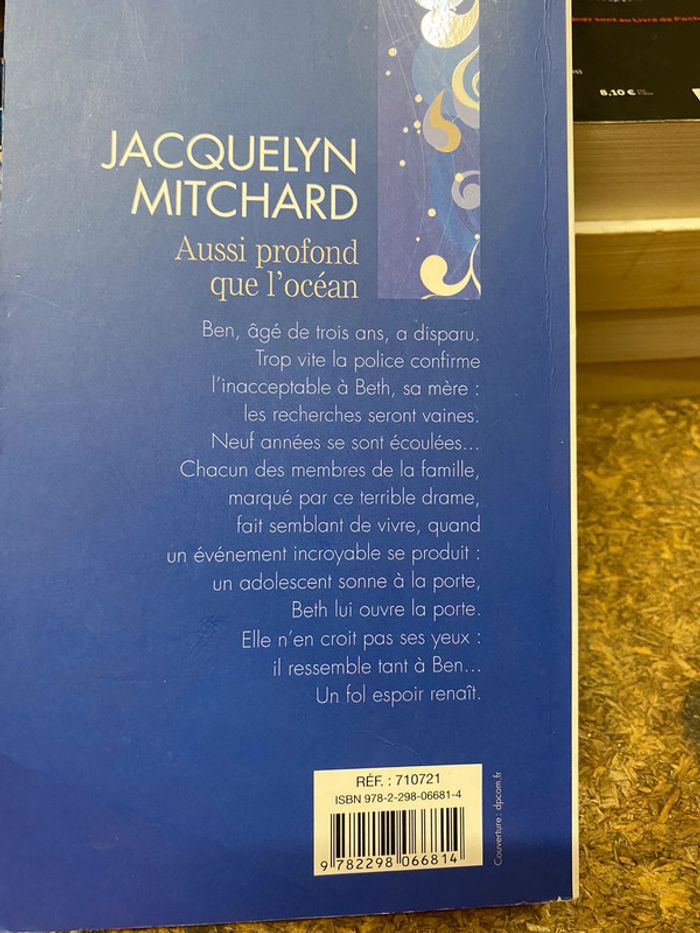 JACQUELYN
MITCHARD
Aussi profond
que l'océan
Ben, âgé de trois ans, a disparu.
Trop vite la police confirme
l'inacceptable à Beth, sa mère :
les recherches seront vaines.
Neuf années se sont écoulées...
Chacun des membres de la famille,
marqué par ce terrible drame,
fait semblant de vivre, quand
un événement incroyable se produit :
un adolescent sonne à la porte,
Beth lui ouvre la porte.
Elle n'en croit pas ses yeux :
il ressemble tant à Ben...
Un fol espoir renaît.
RÉF. : 710721
ISBN 978-2-298-06681-4
9 782298 066814
Couverture : dpcom.fr
sont au Livre de
8,10 €